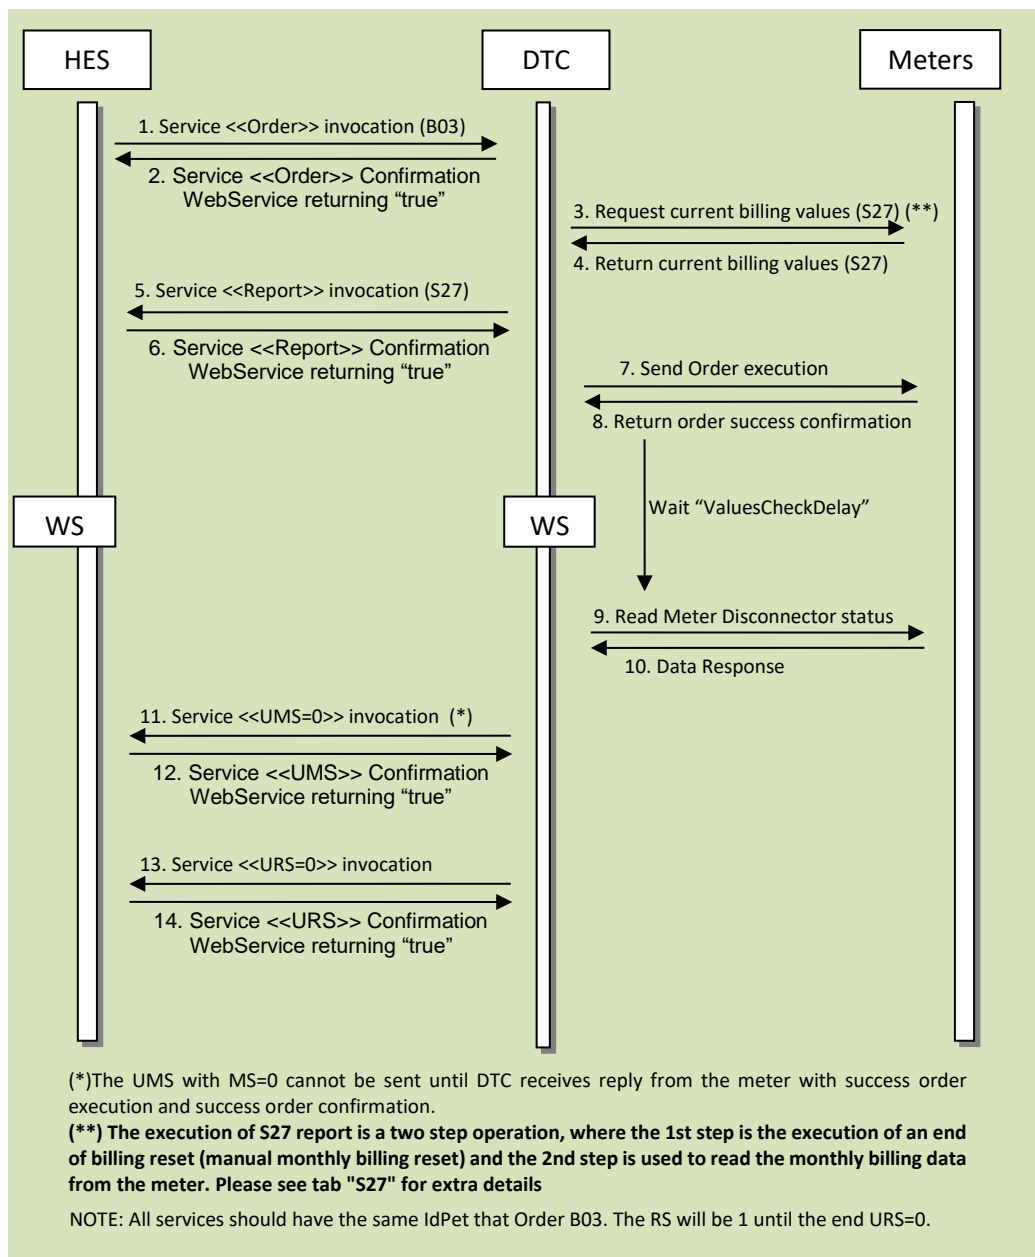 HES
DTC
Meters
1. Service <<Order>> invocation (B03)
2. Service <<Order>> Confirmation
WebService returning “true”
3. Request current billing values (S27) (**)
4. Return current billing values (S27)
5. Service <<Report>> invocation (S27)
6. Service <<Report>> Confirmation
WebService returning “true”
7. Send Order execution
8. Return order success confirmation
WS
WS
Wait “ValuesCheckDelay”
9. Read Meter Disconnector status
10. Data Response
11. Service <<UMS=0>> invocation (*)
12. Service <<UMS>> Confirmation
WebService returning “true”
13. Service <<URS=0>> invocation
14. Service <<URS>> Confirmation
WebService returning “true”
(*)The UMS with MS=0 cannot be sent until DTC receives reply from the meter with success order
execution and success order confirmation.
(**) The execution of S27 report is a two step operation, where the 1st step is the execution of an end
of billing reset (manual monthly billing reset) and the 2nd step is used to read the monthly billing data
from the meter. Please see tab "S27" for extra details
NOTE: All services should have the same IdPet that Order B03. The RS will be 1 until the end URS=0.